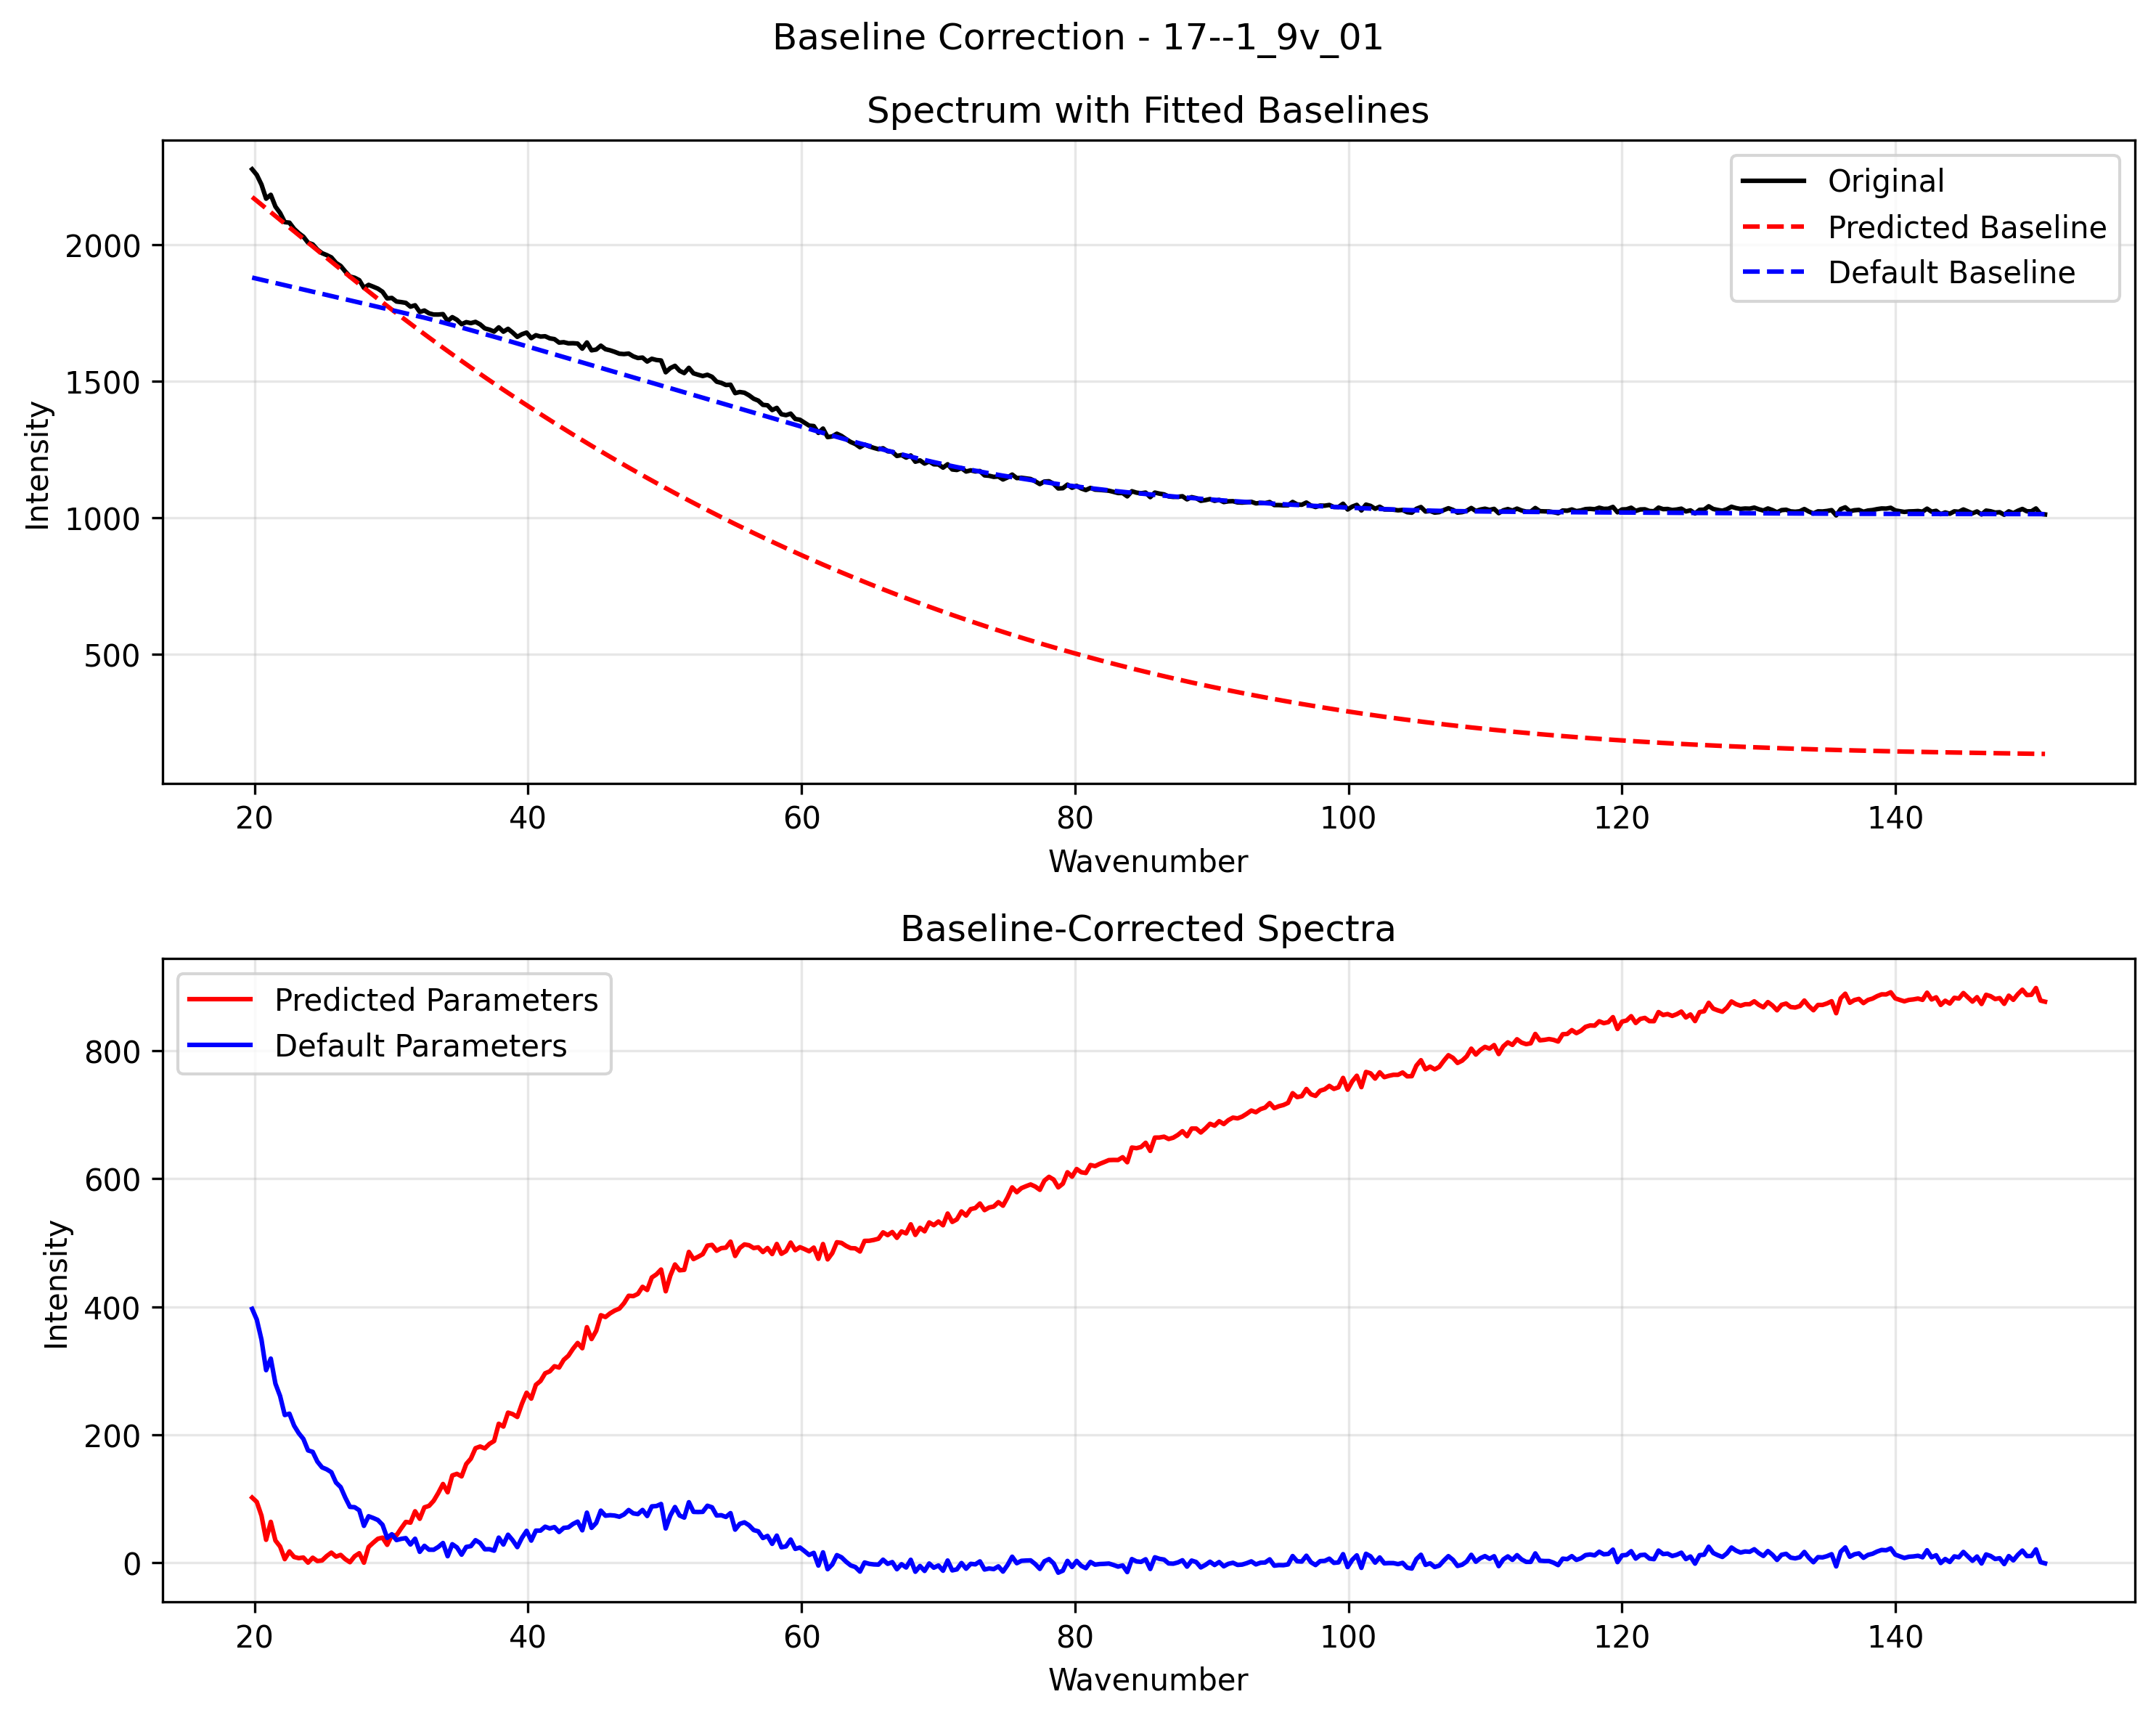 Baseline Correction - 17--1_9v_01
Spectrum with Fitted Baselines
Intensity
2000
1500
1000
500
Original
Predicted Baseline
Default Baseline
20 40 60 80 100 120 140
Wavenumber
Baseline-Corrected Spectra
Intensity
800
600
400
200
0
Predicted Parameters
Default Parameters
20 40 60 80 100 120 140
Wavenumber